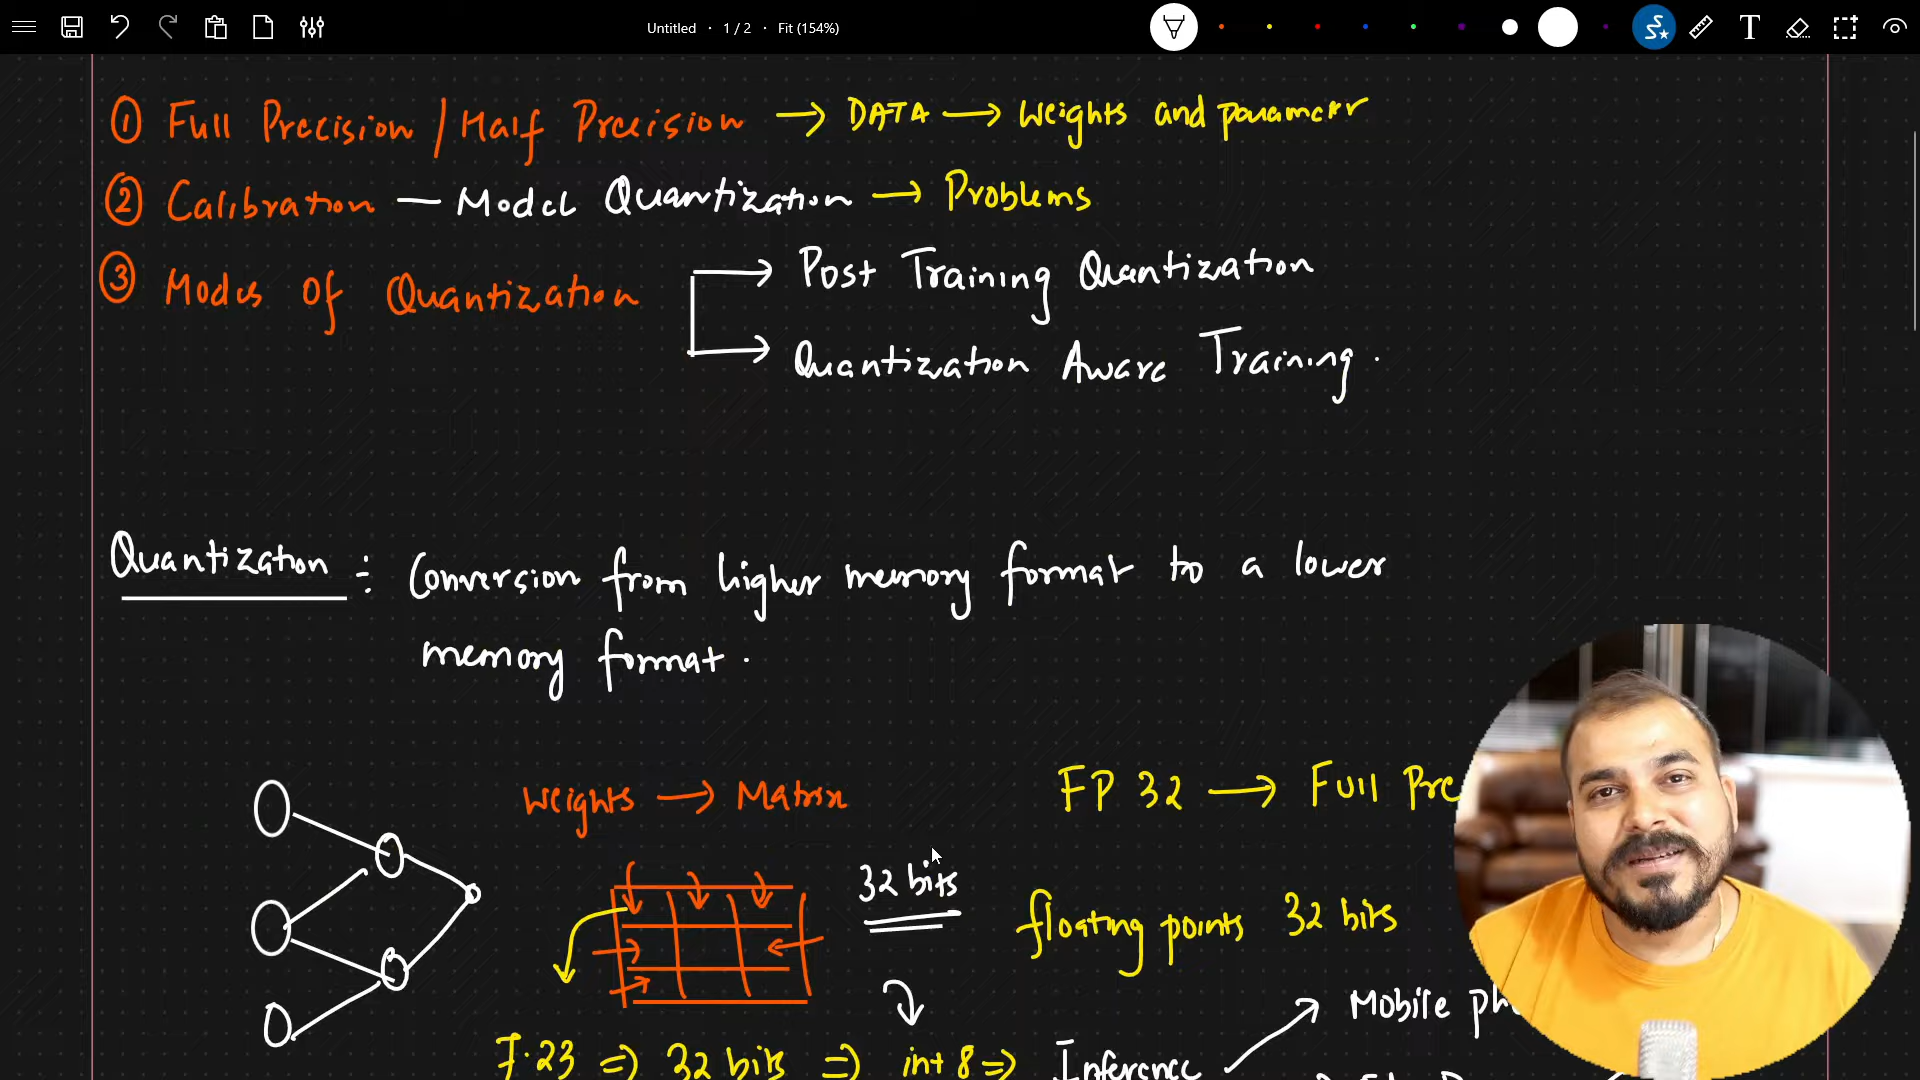 Untitled · 1 / 2 · Fit (154%)
① Full Precision / Half Precision → DATA → Weights and parameter
② Calibration — Model Quantization → Problems
③ Modes Of Quantization
→ Post Training Quantization
→ Quantization Aware Training.
Quantization ÷ Conversion from higher memory format to a lower
memory format.
Weights → Matrix
FP 32 → Full Pre
32 bits
floating points 32 bits
Mobile ph
7.23 ⇒ 32 bits ⇒ int 8 ⇒ Inference